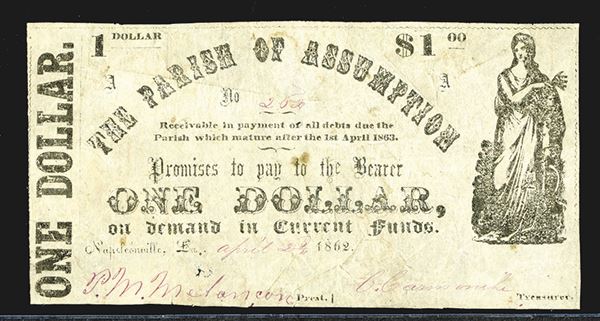 ONE DOLLAR.
1 DOLLAR
$1 00
THE PARISH OF ASSUMPTION
A
A
No
Receivable in payment of all debts due the
Parish which mature after the 1st April 1863.
Promises to pay to the Bearer
ONE DOLLAR,
on demand in Current Funds.
Napoleonville, La., April 1862.
P. M. Melancon Prest.
Treasurer.